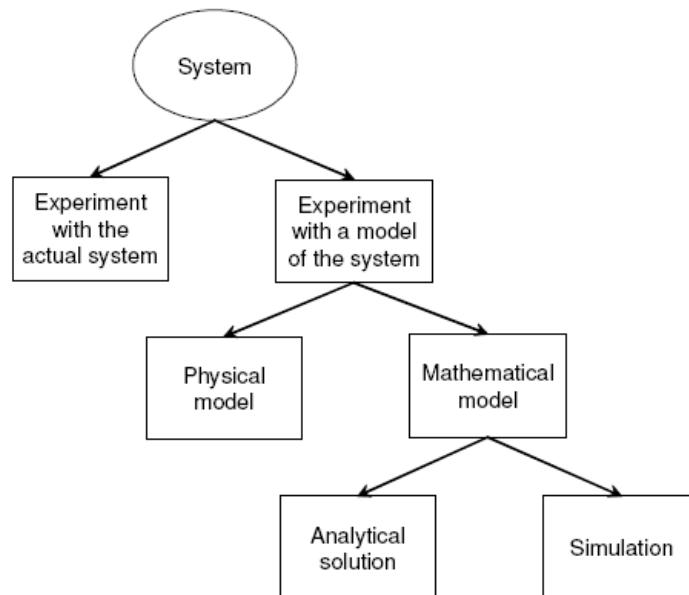 System
Experiment
with the
actual system
Experiment
with a model
of the system
Physical
model
Mathematical
model
Analytical
solution
Simulation